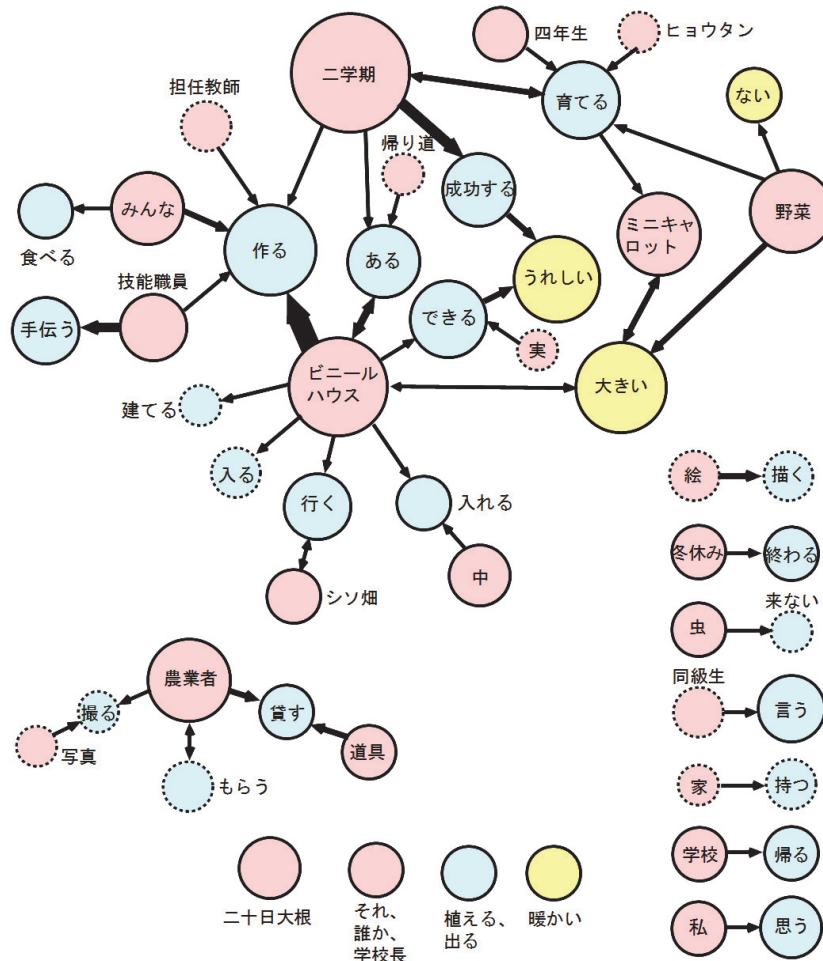 四年生
ヒョウタン
二学期
担任教師
育てる
ない
帰り道
成功する
みんな
野菜
ミニキャ
ロット
作る
ある
うれしい
食べる
技能職員
できる
手伝う
実
ビニール
ハウス
大きい
建てる
入る
絵
描く
行く
入れる
冬休み
終わる
中
シソ畑
来ない
虫
農業者
同級生
撮る
貸す
言う
写真
道具
もらう
家
持つ
学校
帰る
二十日大根
それ、
誰か、
学校長
植える、
出る
暖かい
私
思う